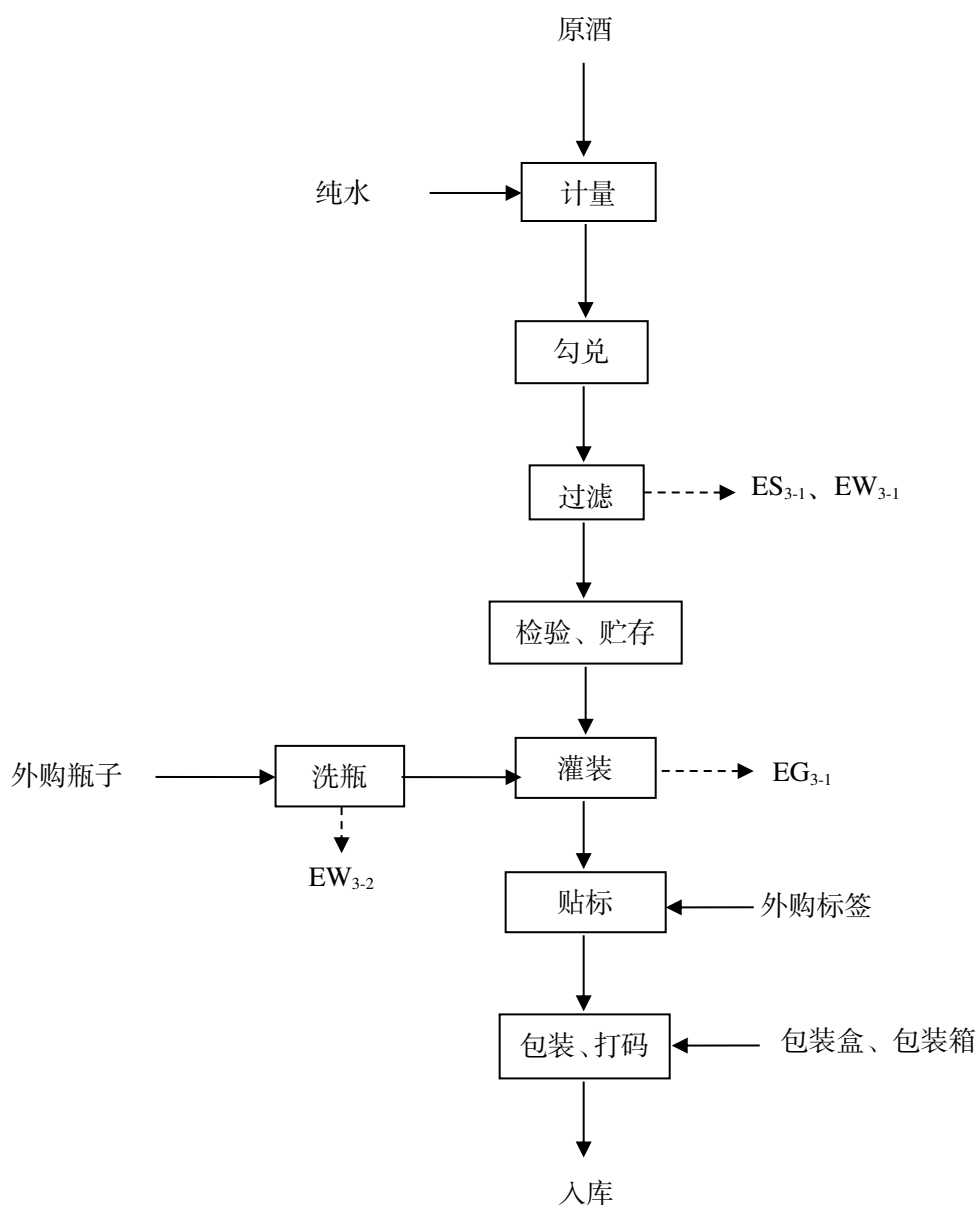 原酒
纯水
计量
勾兑
过滤
ES3-1、EW3-1
检验、贮存
外购瓶子
洗瓶
灌装
EG3-1
EW3-2
贴标
外购标签
包装、打码
包装盒、包装箱
入库